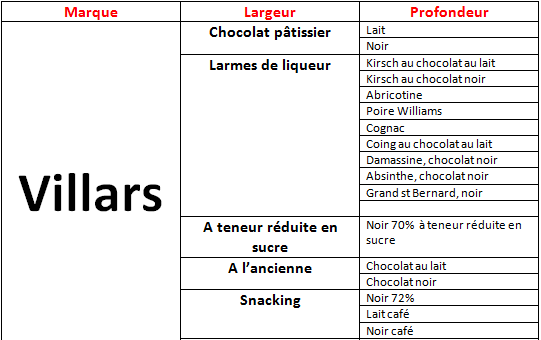 Marque Largeur Profondeur
Villars
Chocolat pâtissier
Lait
Noir
Larmes de liqueur
Kirsch au chocolat au lait
Kirsch au chocolat noir
Abricotine
Poire Williams
Cognac
Coing au chocolat au lait
Damassine, chocolat noir
Absinthe, chocolat noir
Grand st Bernard, noir
A teneur réduite en
sucre
Noir 70% à teneur réduite en
sucre
A l’ancienne
Chocolat au lait
Chocolat noir
Snacking
Noir 72%
Lait café
Noir café